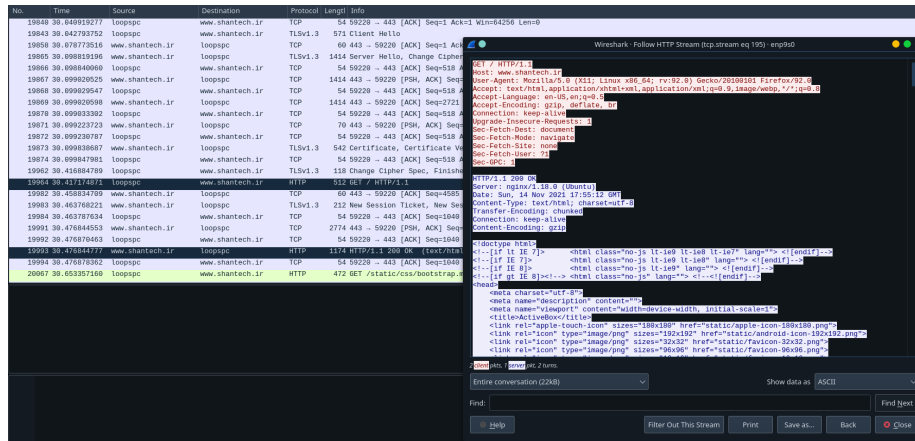 No. Time Source Destination Protocol Lengtl Info
19840 30.040919277 loopspc www.shantech.ir TCP 54 59220 → 443 [ACK] Seq=1 Ack=1 Win=64256 Len=0
19843 30.042793752 loopspc www.shantech.ir TLSv1.3 571 Client Hello
19858 30.078773516 www.shantech.ir loopspc TCP 60 443 → 59220 [ACK] Seq=1 Ack
19865 30.098819196 www.shantech.ir loopspc TLSv1.3 1414 Server Hello, Change Cipher
19866 30.098840060 loopspc www.shantech.ir TCP 54 59220 → 443 [ACK] Seq=518 A
19867 30.099020525 www.shantech.ir loopspc TCP 1414 443 → 59220 [PSH, ACK] Seq=
19868 30.099029547 loopspc www.shantech.ir TCP 54 59220 → 443 [ACK] Seq=518 A
19869 30.099020598 www.shantech.ir loopspc TCP 1414 443 → 59220 [ACK] Seq=2721
19870 30.099033302 loopspc www.shantech.ir TCP 54 59220 → 443 [ACK] Seq=518 A
19871 30.099223723 www.shantech.ir loopspc TCP 70 443 → 59220 [PSH, ACK] Seq=
19872 30.099230787 loopspc www.shantech.ir TCP 54 59220 → 443 [ACK] Seq=518 A
19873 30.099838687 www.shantech.ir loopspc TLSv1.3 542 Certificate, Certificate Ve
19874 30.099847981 loopspc www.shantech.ir TCP 54 59220 → 443 [ACK] Seq=518 A
19962 30.416884789 loopspc www.shantech.ir TLSv1.3 118 Change Cipher Spec, Finishe
19964 30.417174871 loopspc www.shantech.ir HTTP 512 GET / HTTP/1.1
19982 30.458834709 www.shantech.ir loopspc TCP 60 443 → 59220 [ACK] Seq=4585
19983 30.463768221 www.shantech.ir loopspc TLSv1.3 212 New Session Ticket, New Ses
19984 30.463787634 loopspc www.shantech.ir TCP 54 59220 → 443 [ACK] Seq=1040
19991 30.476844553 www.shantech.ir loopspc TCP 2774 443 → 59220 [PSH, ACK] Seq=
19992 30.476870463 loopspc www.shantech.ir TCP 54 59220 → 443 [ACK] Seq=1040
19993 30.476844777 www.shantech.ir loopspc HTTP 1174 HTTP/1.1 200 OK (text/html
19994 30.476878362 loopspc www.shantech.ir TCP 54 59220 → 443 [ACK] Seq=1040
20067 30.653357160 loopspc www.shantech.ir HTTP 472 GET /static/css/bootstrap.m
Wireshark · Follow HTTP Stream (tcp.stream eq 195) · enp9s0
GET / HTTP/1.1
Host: www.shantech.ir
User-Agent: Mozilla/5.0 (X11; Linux x86_64; rv:92.0) Gecko/20100101 Firefox/92.0
Accept: text/html,application/xhtml+xml,application/xml;q=0.9,image/webp,*/*;q=0.8
Accept-Language: en-US,en;q=0.5
Accept-Encoding: gzip, deflate, br
Connection: keep-alive
Upgrade-Insecure-Requests: 1
Sec-Fetch-Dest: document
Sec-Fetch-Mode: navigate
Sec-Fetch-Site: none
Sec-Fetch-User: ?1
Sec-GPC: 1
HTTP/1.1 200 OK
Server: nginx/1.18.0 (Ubuntu)
Date: Sun, 14 Nov 2021 17:55:12 GMT
Content-Type: text/html; charset=utf-8
Transfer-Encoding: chunked
Connection: keep-alive
Content-Encoding: gzip
<!doctype html>
<!--[if lt IE 7]> <html class="no-js lt-ie9 lt-ie8 lt-ie7" lang=""> <![endif]-->
<!--[if IE 7]> <html class="no-js lt-ie9 lt-ie8" lang=""> <![endif]-->
<!--[if IE 8]> <html class="no-js lt-ie9" lang=""> <![endif]-->
<!--[if gt IE 8]><!--> <html class="no-js" lang=""> <!--<![endif]-->
<head>
<meta charset="utf-8">
<meta name="description" content="">
<meta name="viewport" content="width=device-width, initial-scale=1">
<title>ActiveBox</title>
<link rel="apple-touch-icon" sizes="180x180" href="static/apple-icon-180x180.png">
<link rel="icon" type="image/png" sizes="192x192" href="static/android-icon-192x192.png">
<link rel="icon" type="image/png" sizes="32x32" href="static/favicon-32x32.png">
<link rel="icon" type="image/png" sizes="96x96" href="static/favicon-96x96.png">
2 client pkts, 1 server pkt, 2 turns.
Entire conversation (22kB) Show data as ASCII
Find: Find Next
Help Filter Out This Stream Print Save as... Back Close